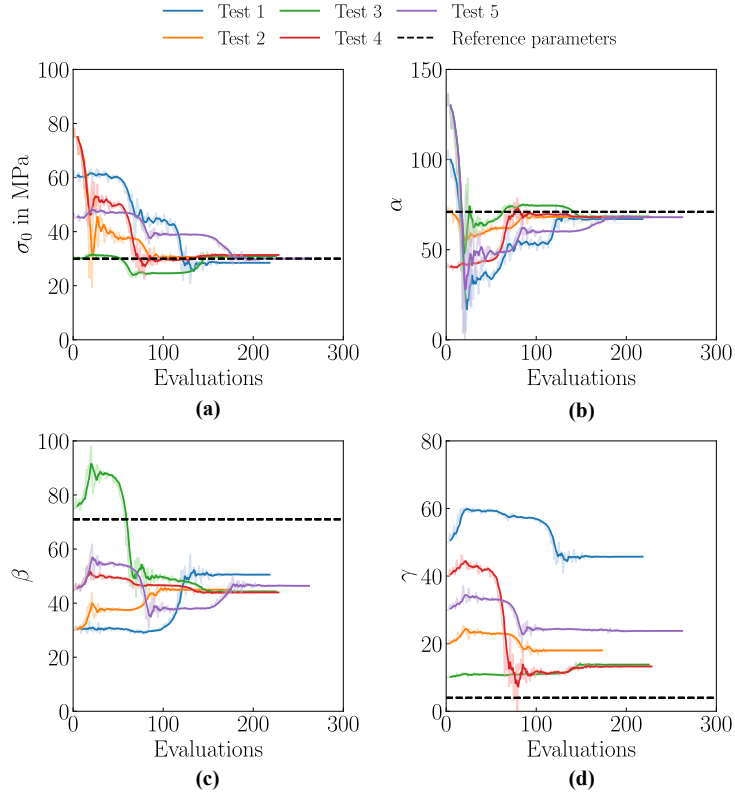 Test 1 Test 3 Test 5
Test 2 Test 4 Reference parameters
100
80
60
40
20
0
σ₀ in MPa
0 100 200 300
Evaluations
(a)
150
100
50
0
α
0 100 200 300
Evaluations
(b)
100
80
60
40
20
0
β
0 100 200 300
Evaluations
(c)
80
60
40
20
0
γ
0 100 200 300
Evaluations
(d)